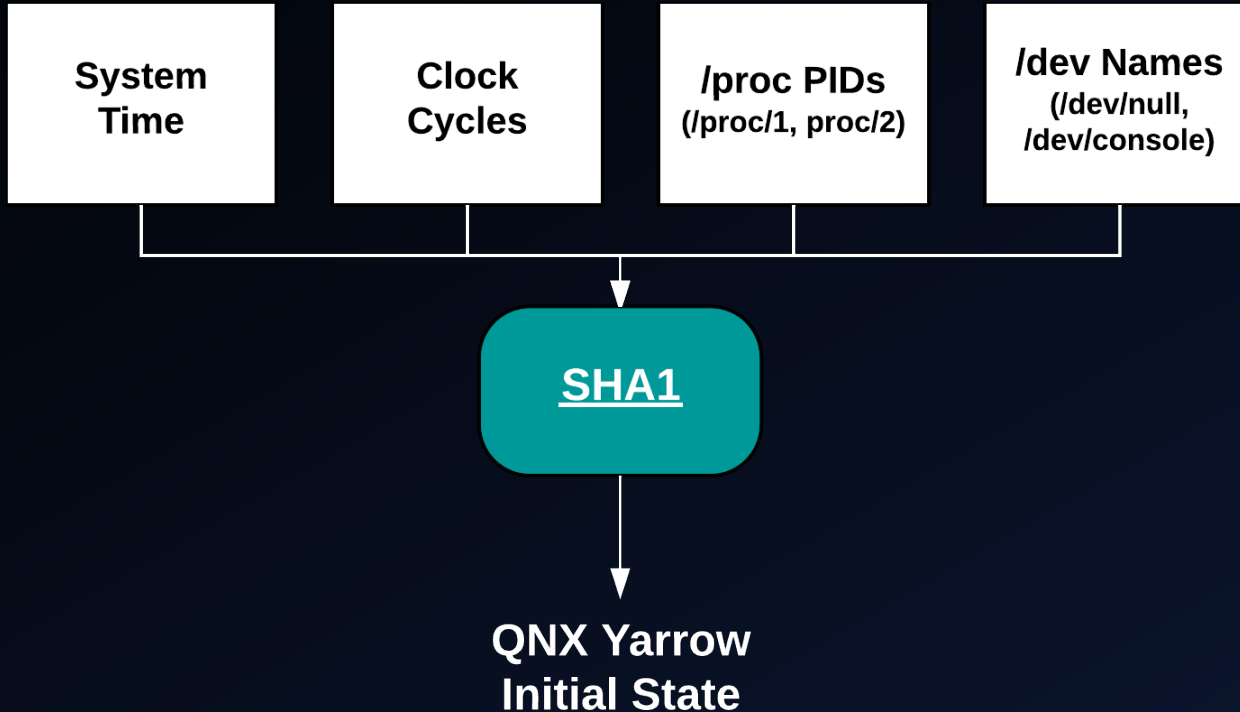 System
Time
Clock
Cycles
/proc PIDs
(/proc/1, proc/2)
/dev Names
(/dev/null,
/dev/console)
SHA1
QNX Yarrow
Initial State